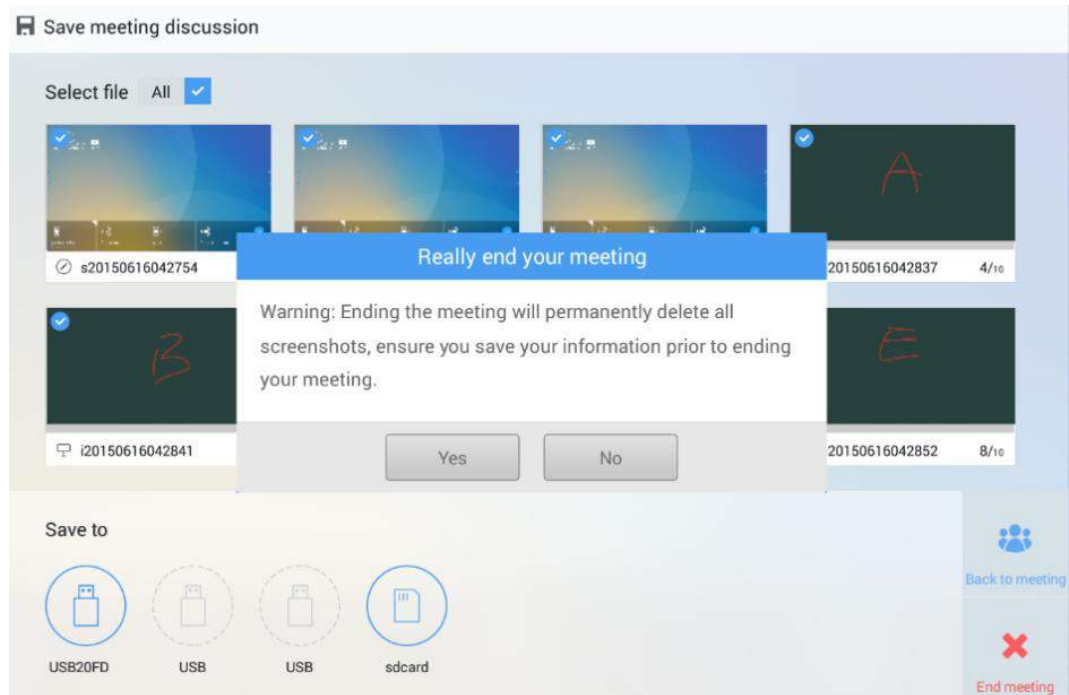 Save meeting discussion
Select file All
A
s20150616042754
20150616042837 4/10
Really end your meeting
Warning: Ending the meeting will permanently delete all
screenshots, ensure you save your information prior to ending
your meeting.
Yes No
B
E
i20150616042841
20150616042852 8/10
Save to
USB20FD USB USB sdcard
Back to meeting
End meeting